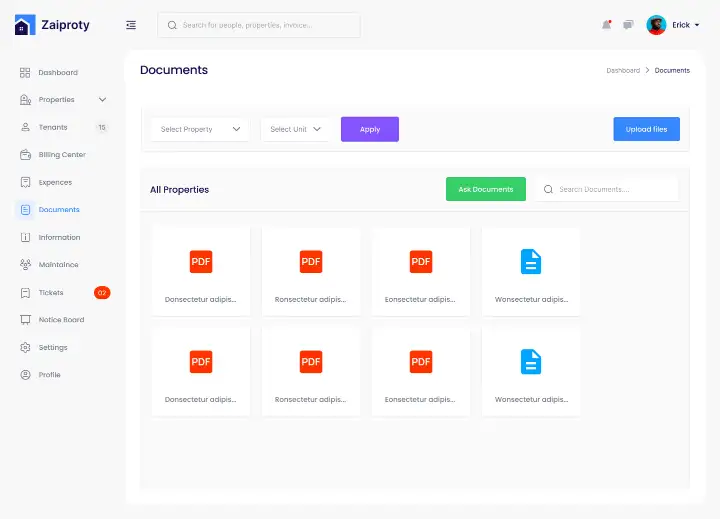 Zaiproty
Search for people, properties, invoice...
Erick
Dashboard
Properties
Tenants 15
Billing Center
Expences
Documents
Information
Maintaince
Tickets 02
Notice Board
Settings
Profile
Documents
Dashboard > Documents
Select Property
Select Unit
Apply
Upload files
All Properties
Ask Documents
Search Documents....
PDF PDF PDF
Donsectetur adipis... Ronsectetur adipis... Eonsectetur adipis... Wonsectetur adipis...
PDF PDF PDF
Donsectetur adipis... Ronsectetur adipis... Eonsectetur adipis... Wonsectetur adipis...